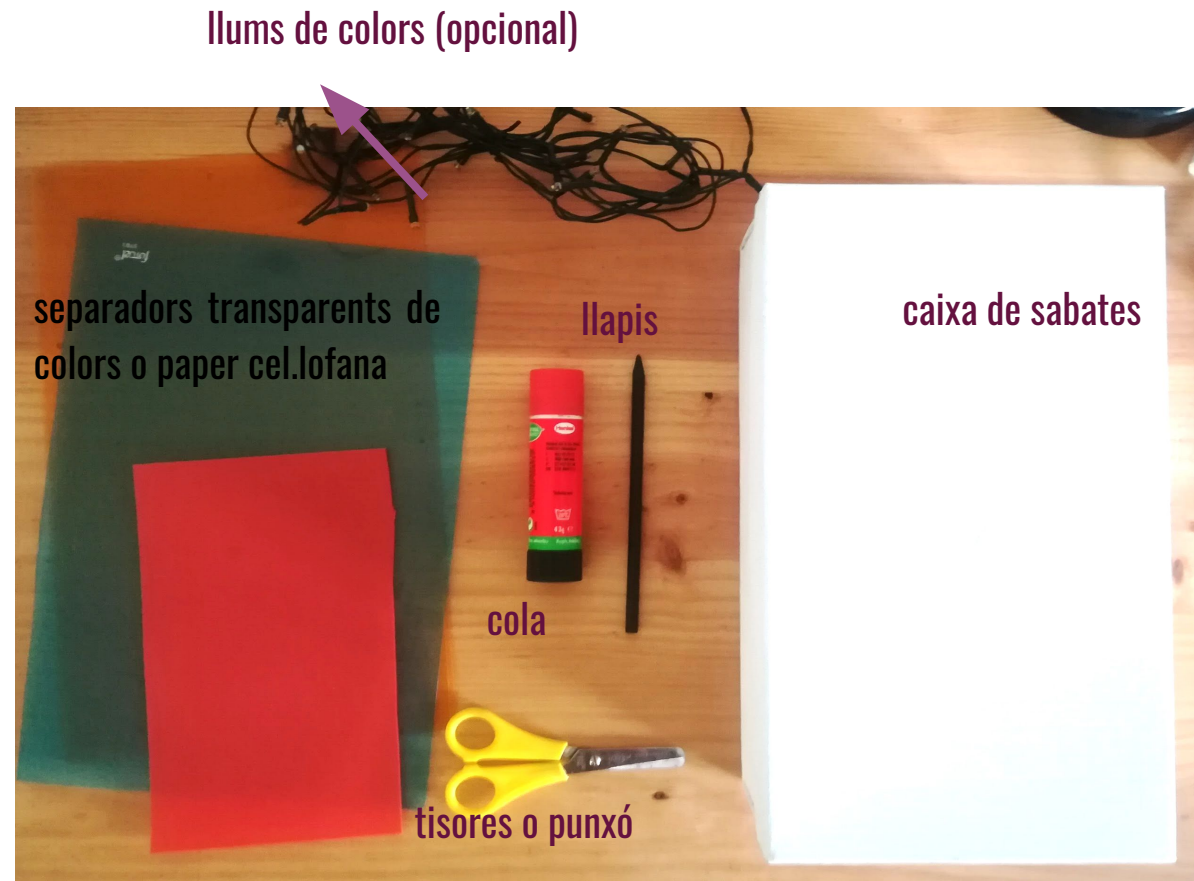 llums de colors (opcional)
separadors transparents de
colors o paper cel.lofana
llapis
caixa de sabates
cola
tisores o punxó